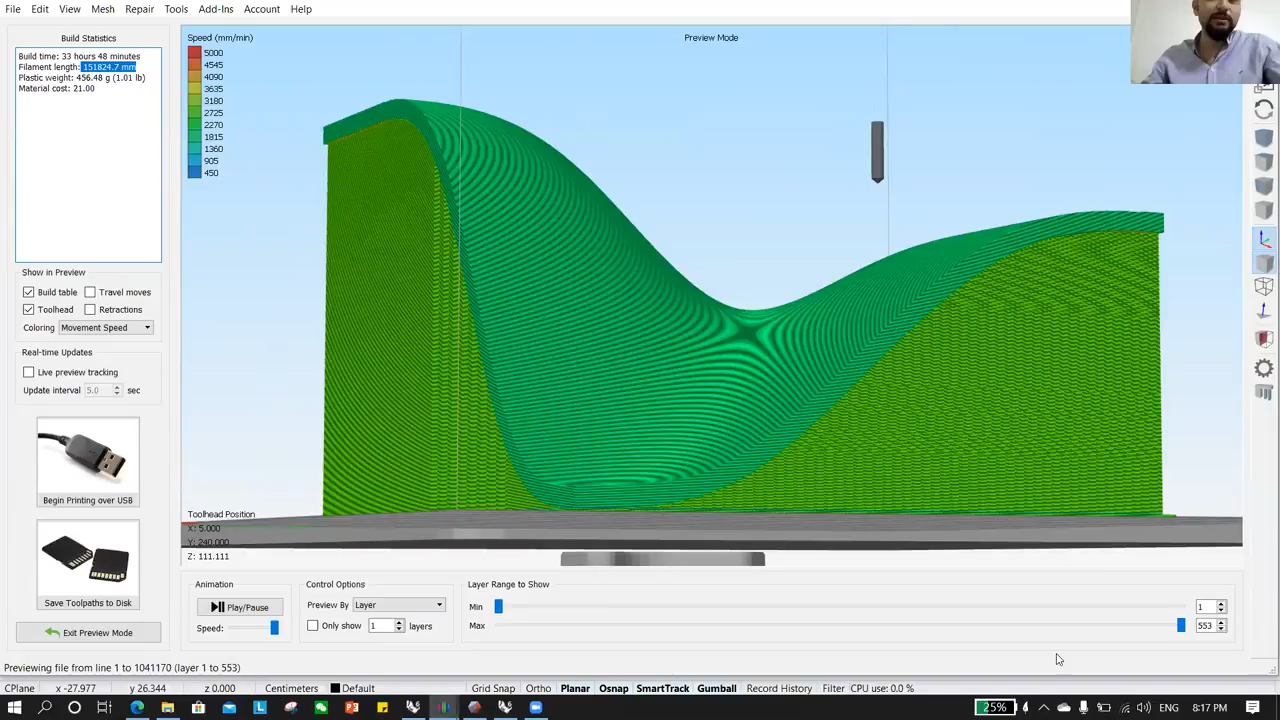 File Edit View Mesh Repair Tools Add-Ins Account Help
Build Statistics
Build time: 33 hours 48 minutes
Filament length: 151824.7 mm
Plastic weight: 456.48 g (1.01 lb)
Material cost: 21.00
Speed (mm/min)
5000
4545
4090
3635
3180
2725
2270
1815
1360
905
450
Preview Mode
Show in Preview
Build table Travel moves
Toolhead Retractions
Coloring Movement Speed
Real-time Updates
Live preview tracking
Update interval 5.0 sec
Begin Printing over USB
Save Toolpaths to Disk
Exit Preview Mode
Toolhead Position
X: 5.000
Y: 240.000
Z: 111.111
Animation
Play/Pause
Speed:
Control Options
Preview By Layer
Only show 1 layers
Layer Range to Show
Min 1
Max 553
Previewing file from line 1 to 1041170 (layer 1 to 553)
CPlane x -27.977 y 26.344 z 0.000 Centimeters Default Grid Snap Ortho Planar Osnap SmartTrack Gumball Record History Filter CPU use: 0.0 %
25% ENG 8:17 PM